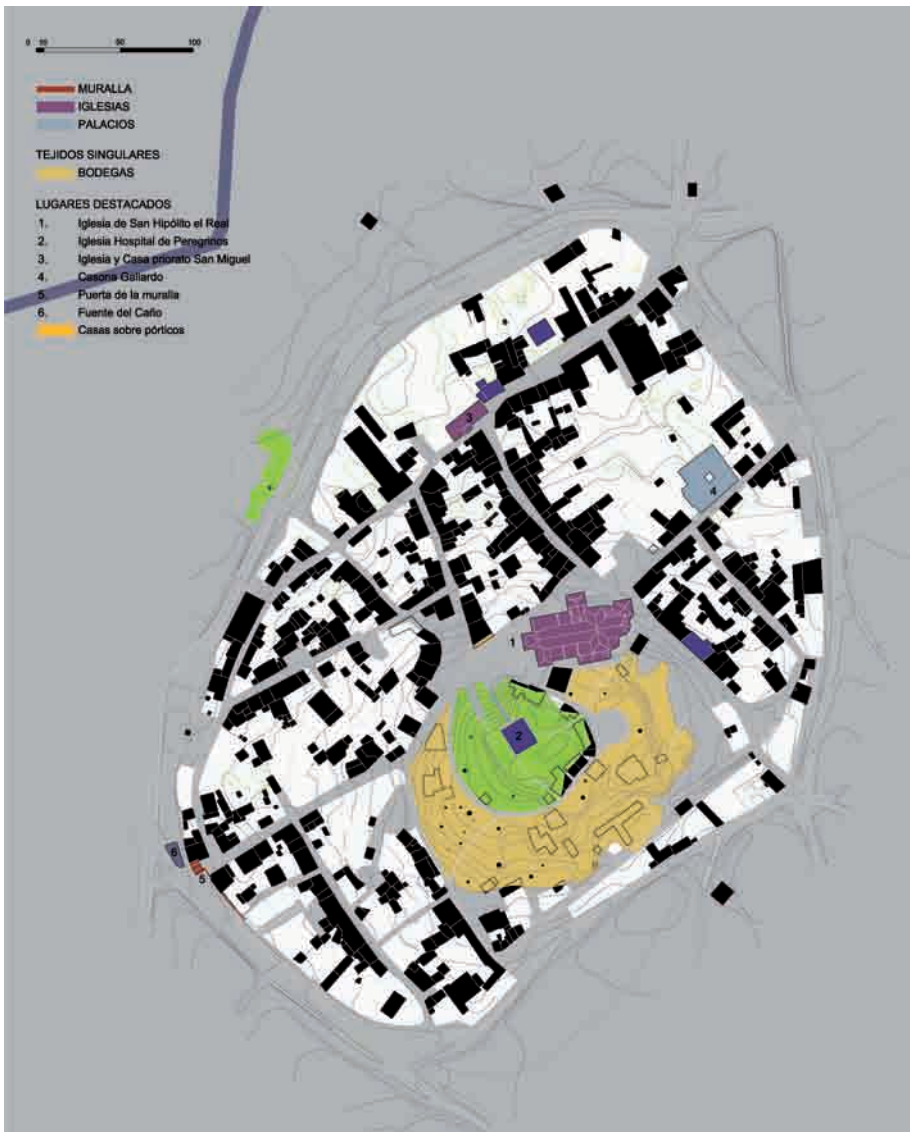 0 10 50 100
MURALLA
IGLESIAS
PALACIOS
TEJIDOS SINGULARES
BODEGAS
LUGARES DESTACADOS
1. Iglesia de San Hipólito el Real
2. Iglesia Hospital de Peregrinos
3. Iglesia y Casa priorato San Miguel
4. Casona Gallardo
5. Puerta de la muralla
6. Fuente del Caño
Casas sobre pórticos
3
4
1
2
6
5